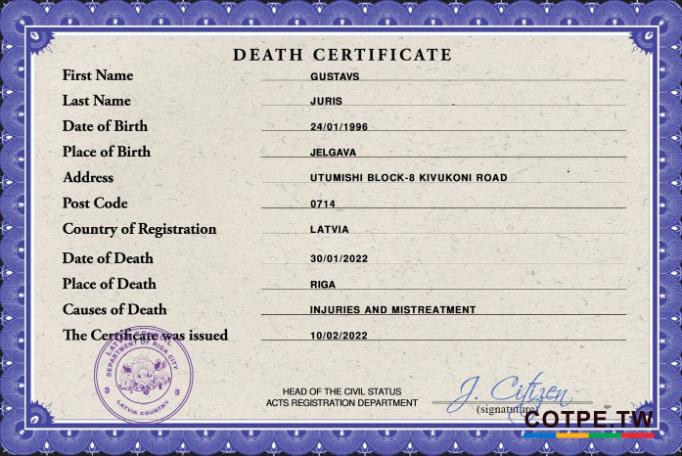 DEATH CERTIFICATE
First Name GUSTAVS
Last Name JURIS
Date of Birth 24/01/1996
Place of Birth JELGAVA
Address UTUMISHI BLOCK-8 KIVUKONI ROAD
Post Code 0714
Country of Registration LATVIA
Date of Death 30/01/2022
Place of Death RIGA
Causes of Death INJURIES AND MISTREATMENT
The Certificate was issued 10/02/2022
DEPARTMENT OF RIGA CITY
LATVIA COUNTRY
HEAD OF THE CIVIL STATUS
ACTS REGISTRATION DEPARTMENT
J. Citizen
(signatuture)
COTPE.TW